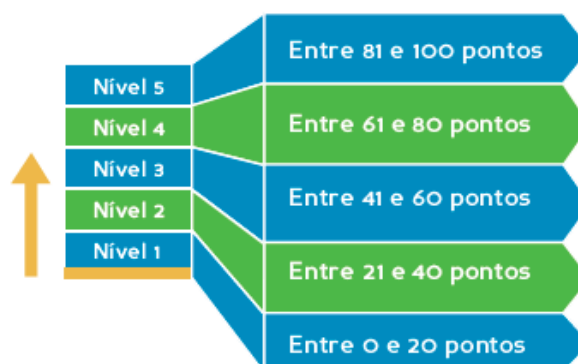 Nível 5
Entre 81 e 100 pontos
Nível 4
Entre 61 e 80 pontos
Nível 3
Entre 41 e 60 pontos
Nível 2
Entre 21 e 40 pontos
Nível 1
Entre 0 e 20 pontos